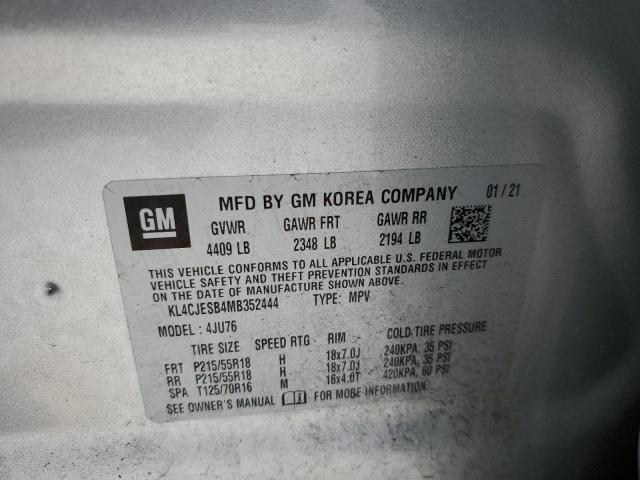 GM
MFD BY GM KOREA COMPANY 01/21
GVWR GAWR FRT GAWR RR
4409 LB 2348 LB 2194 LB
THIS VEHICLE CONFORMS TO ALL APPLICABLE U.S. FEDERAL MOTOR
VEHICLE SAFETY AND THEFT PREVENTION STANDARDS IN EFFECT
ON THE DATE OF MANUFACTURE SHOWN ABOVE.
KL4CJESB4MB352444 TYPE: MPV
MODEL: 4JU76
TIRE SIZE SPEED RTG RIM COLD TIRE PRESSURE
FRT P215/55R18 H 18x7.0J 240KPA, 35 PSI
RR P215/55R18 H 18x7.0J 240KPA, 35 PSI
SPA T125/70R16 M 16x4.0T 420KPA, 60 PSI
SEE OWNER'S MANUAL FOR MORE INFORMATION